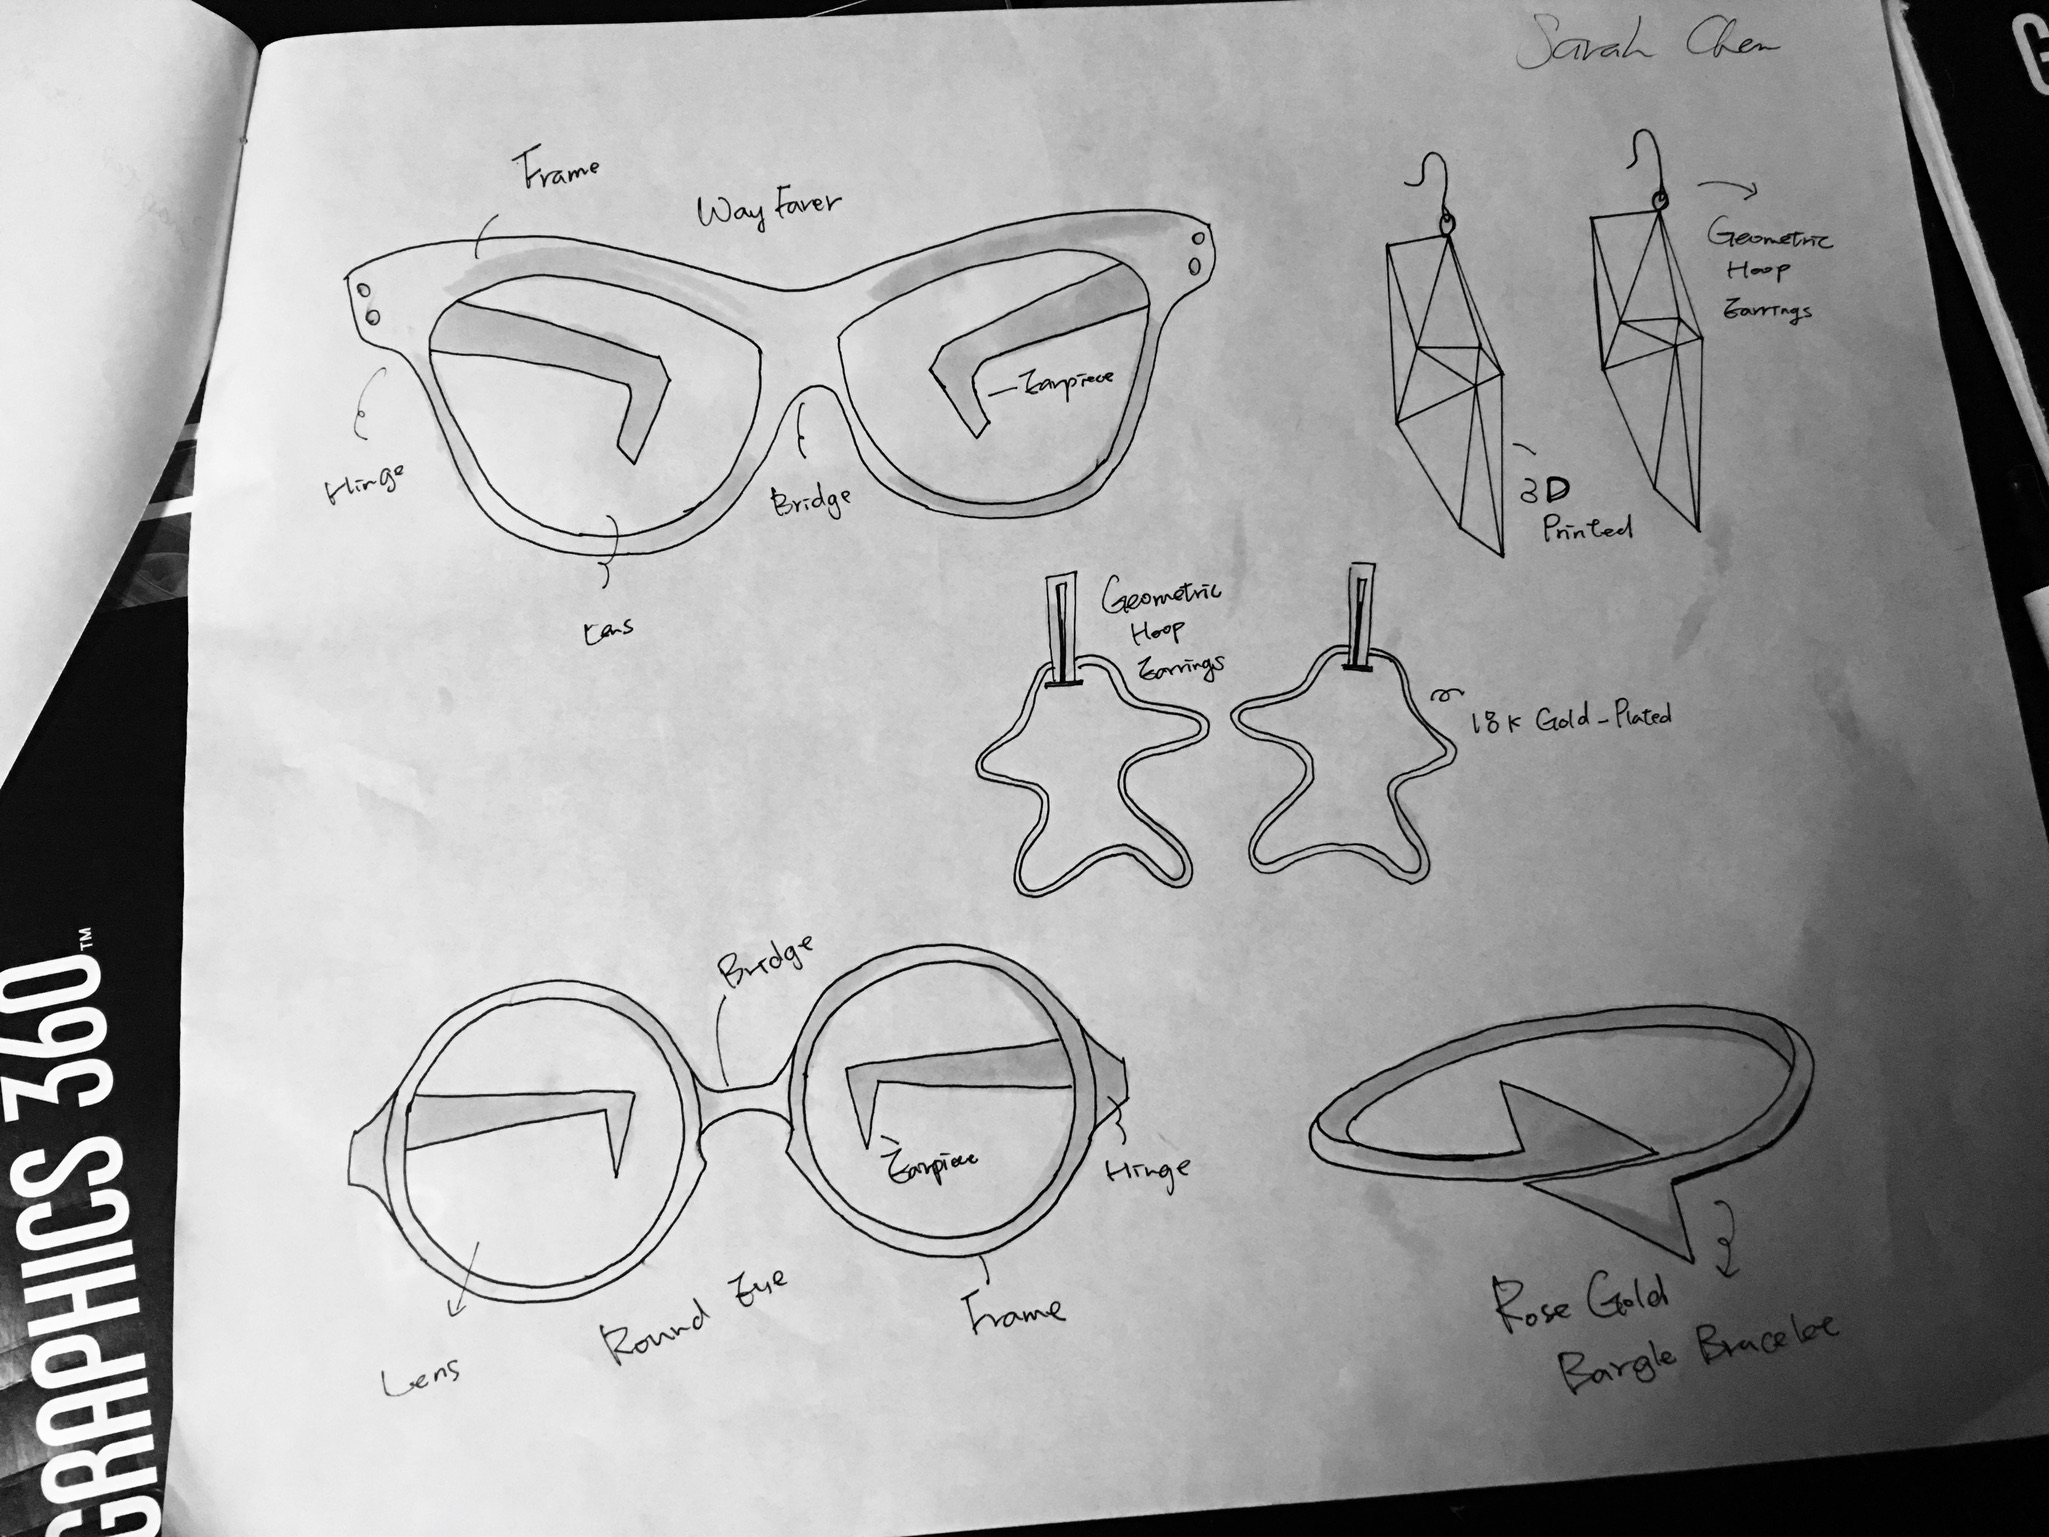 Sarah Chen
Frame
Way Farer
Earpiece
Hinge
Bridge
Lens
Geometric
Hoop
Earrings
3D
Printed
Geometric
Hoop
Earrings
18K Gold-Plated
Bridge
Earpiece
Hinge
Lens
Round Eye
Frame
Rose Gold
Bangle Bracelet
GRAPHICS 360™
G